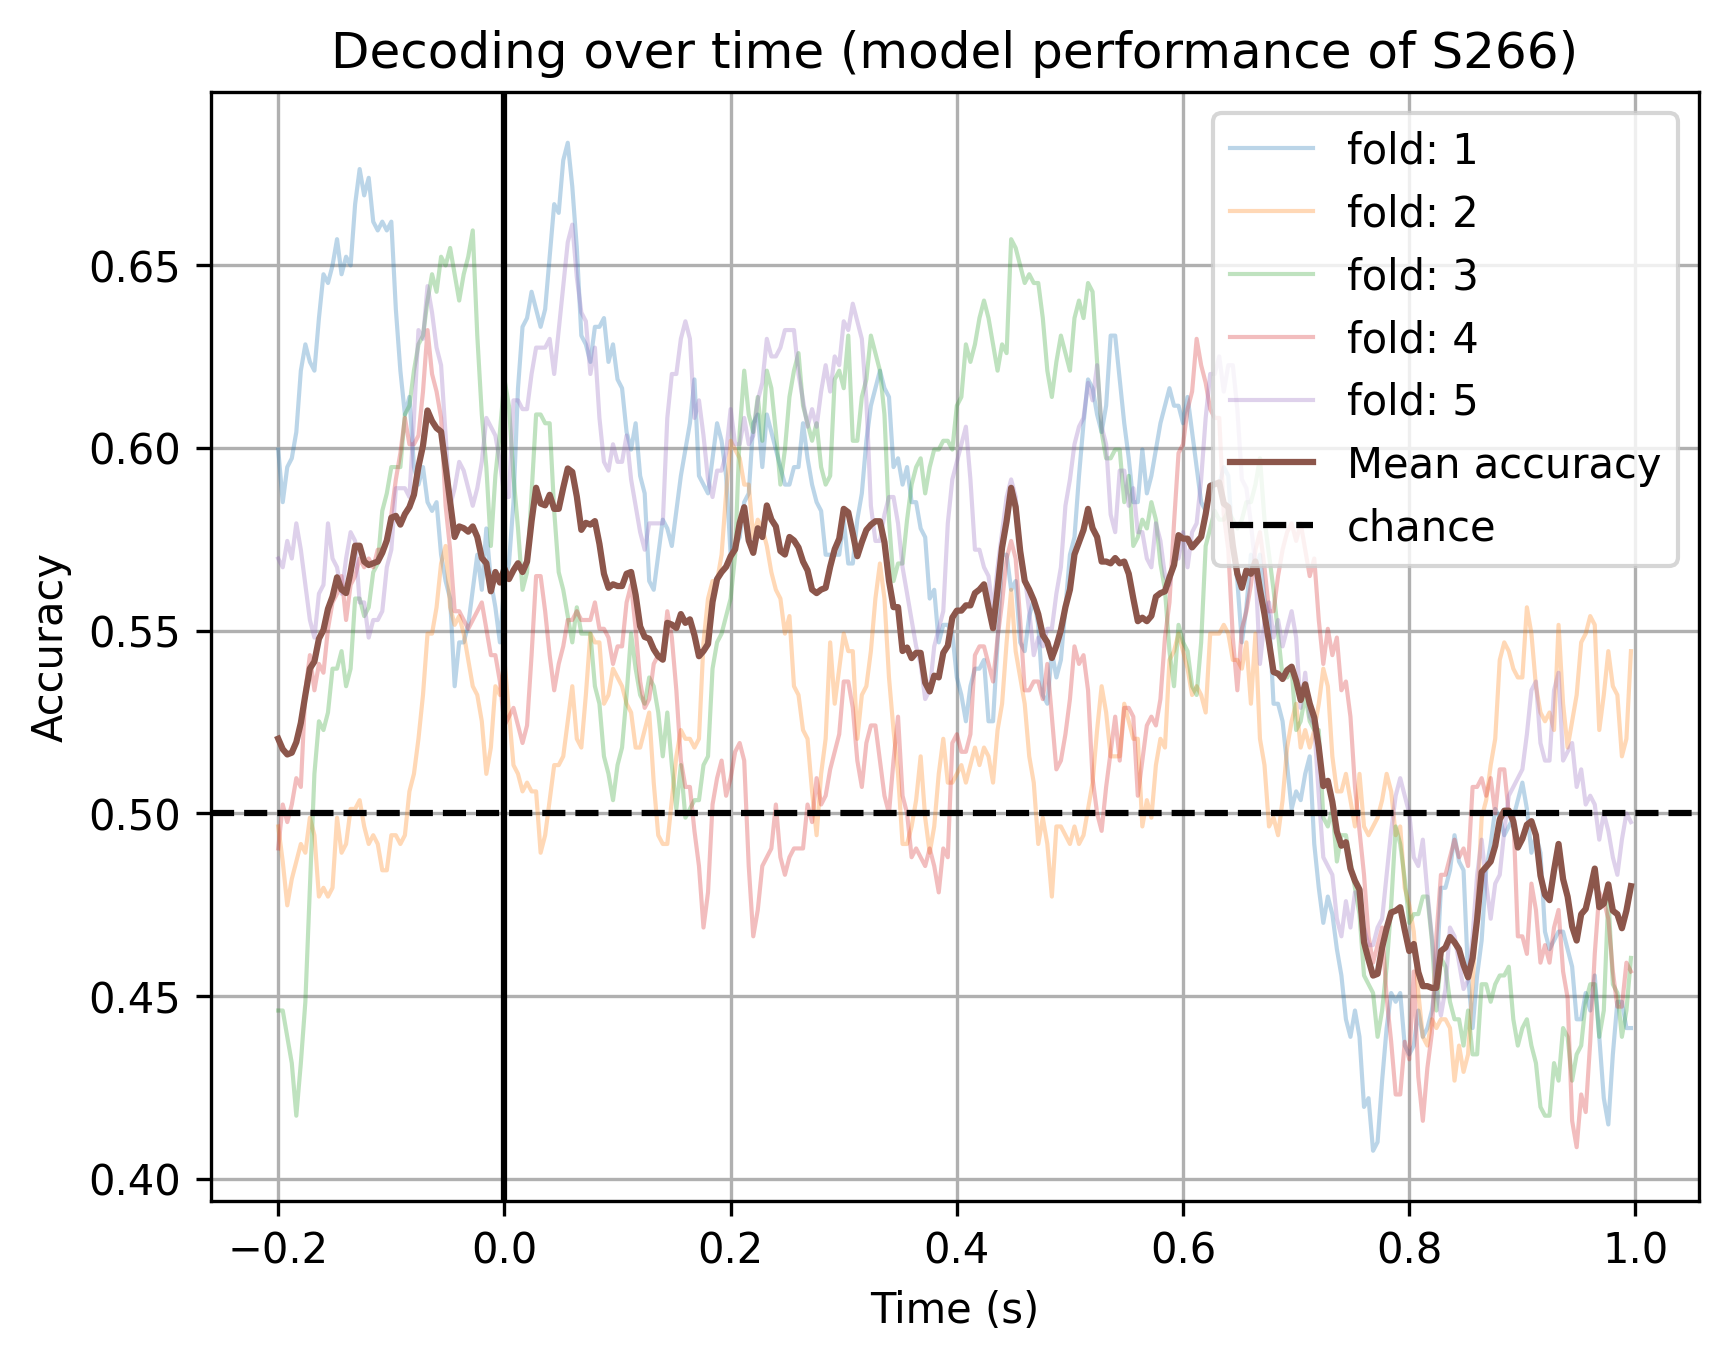 Decoding over time (model performance of S266)
fold: 1
fold: 2
fold: 3
fold: 4
fold: 5
Mean accuracy
chance
Accuracy
0.65
0.60
0.55
0.50
0.45
0.40
−0.2 0.0 0.2 0.4 0.6 0.8 1.0
Time (s)